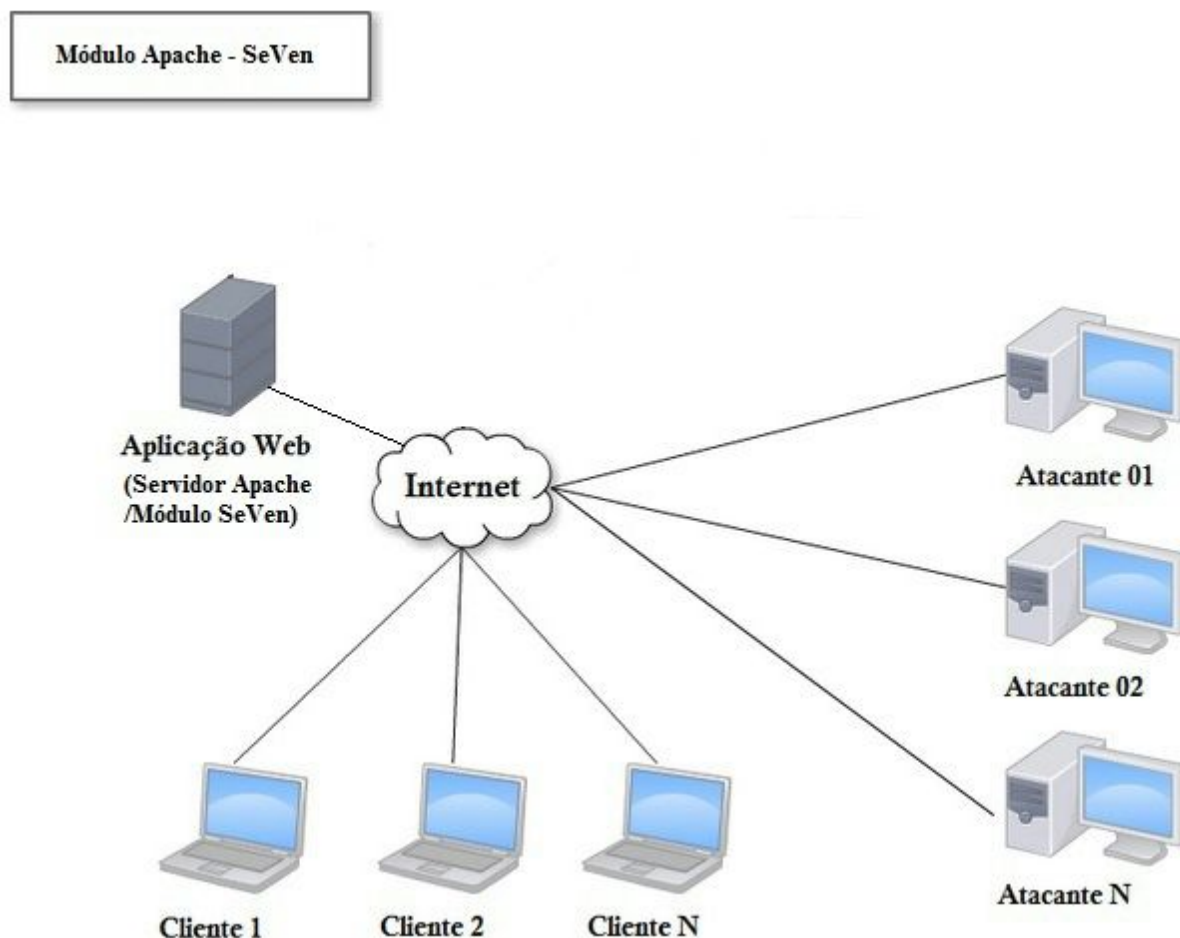 Módulo Apache - SeVen
Aplicação Web
(Servidor Apache
/Módulo SeVen)
Internet
Atacante 01
Atacante 02
Atacante N
Cliente 1
Cliente 2
Cliente N